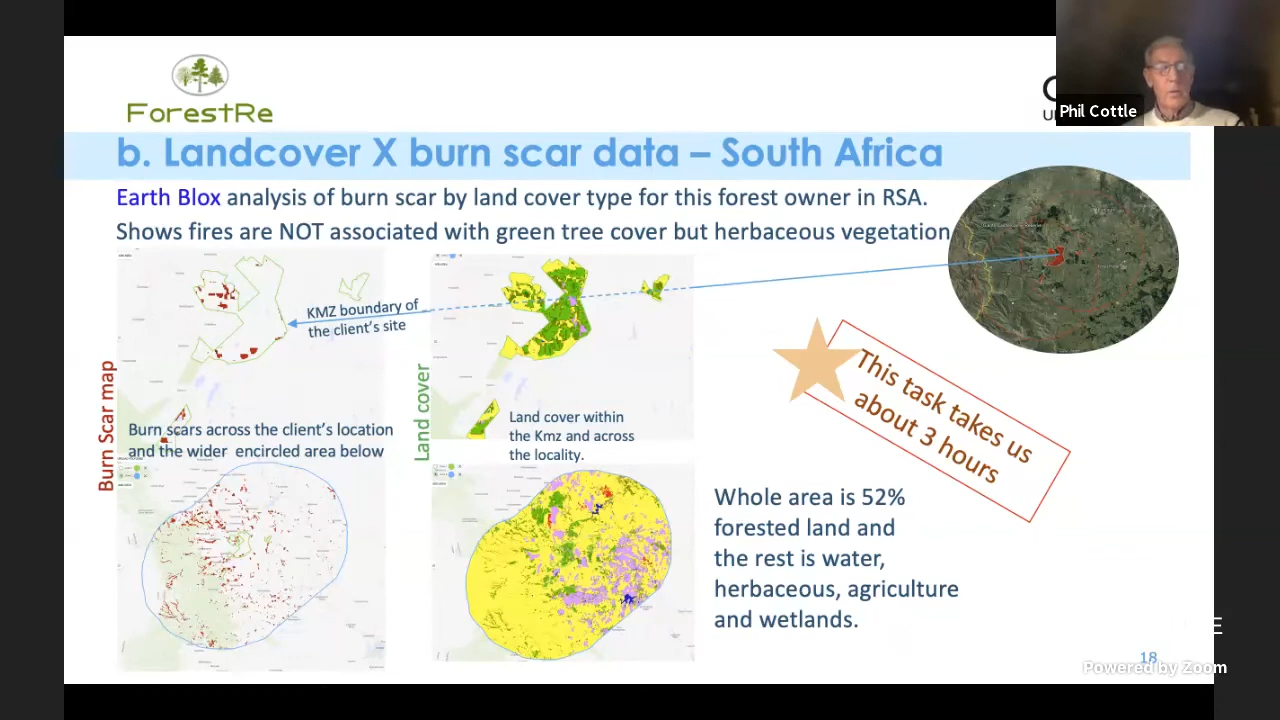 ForestRe
Phil Cottle
b. Landcover X burn scar data – South Africa
Earth Blox analysis of burn scar by land cover type for this forest owner in RSA.
Shows fires are NOT associated with green tree cover but herbaceous vegetation
KMZ boundary of
the client's site
Burn Scar map
Burn scars across the client's location
and the wider encircled area below
Land cover
Land cover within
the Kmz and across
the locality.
This task takes us
about 3 hours
Whole area is 52%
forested land and
the rest is water,
herbaceous, agriculture
and wetlands.
18
Powered by Zoom